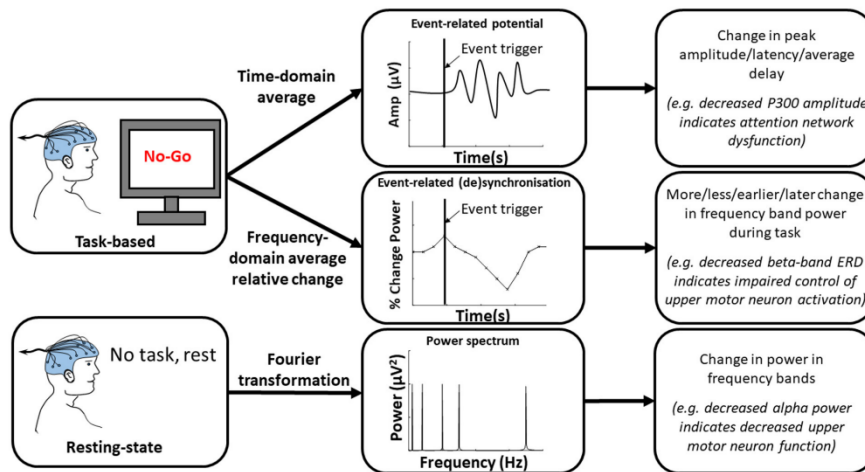 No-Go
Task-based
Time-domain
average
Frequency-
domain average
relative change
Event-related potential
Event trigger
Amp (µV)
Time(s)
Change in peak
amplitude/latency/average
delay
(e.g. decreased P300 amplitude
indicates attention network
dysfunction)
Event-related (de)synchronisation
Event trigger
% Change Power
Time(s)
More/less/earlier/later change
in frequency band power
during task
(e.g. decreased beta-band ERD
indicates impaired control of
upper motor neuron activation)
No task, rest
Resting-state
Fourier
transformation
Power spectrum
Power (µV²)
Frequency (Hz)
Change in power in
frequency bands
(e.g. decreased alpha power
indicates decreased upper
motor neuron function)